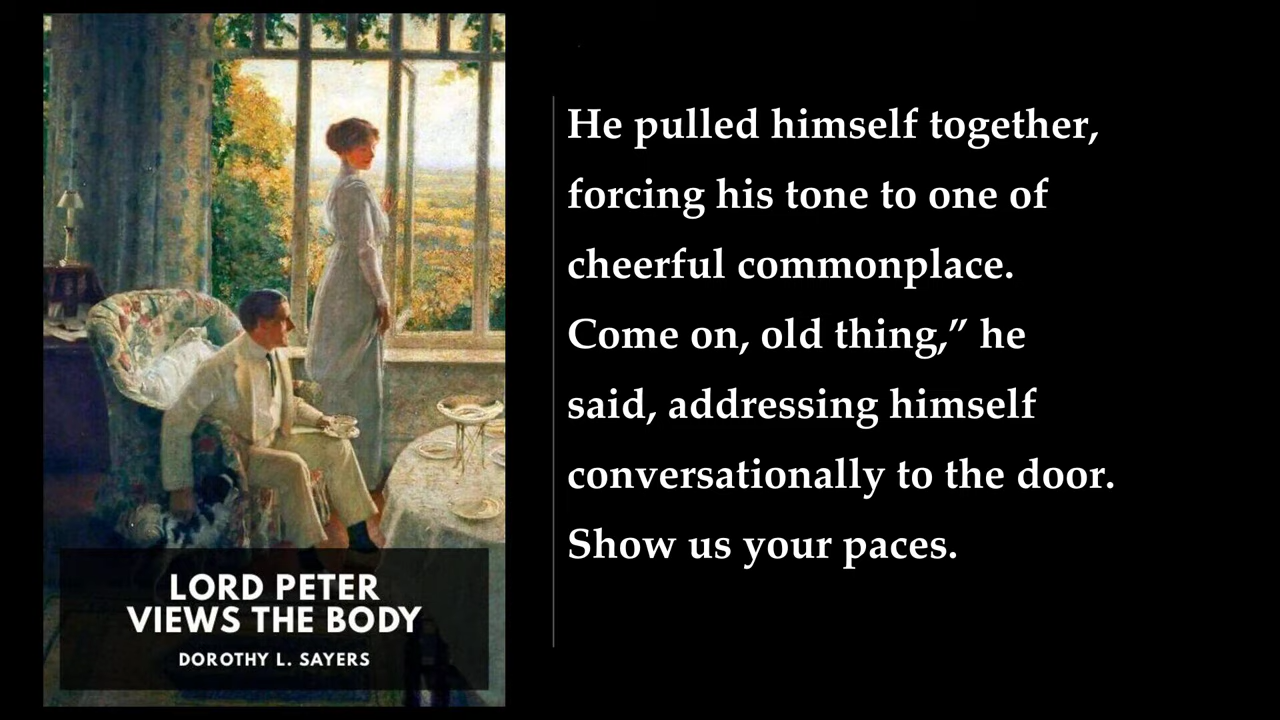 LORD PETER
VIEWS THE BODY
DOROTHY L. SAYERS
He pulled himself together,
forcing his tone to one of
cheerful commonplace.
Come on, old thing,” he
said, addressing himself
conversationally to the door.
Show us your paces.